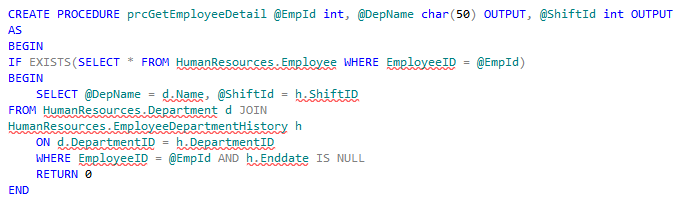 CREATE PROCEDURE prcGetEmployeeDetail @EmpId int, @DepName char(50) OUTPUT, @ShiftId int OUTPUT
AS
BEGIN
IF EXISTS(SELECT * FROM HumanResources.Employee WHERE EmployeeID = @EmpId)
BEGIN
    SELECT @DepName = d.Name, @ShiftId = h.ShiftID
FROM HumanResources.Department d JOIN
HumanResources.EmployeeDepartmentHistory h
    ON d.DepartmentID = h.DepartmentID
    WHERE EmployeeID = @EmpId AND h.Enddate IS NULL
    RETURN 0
END